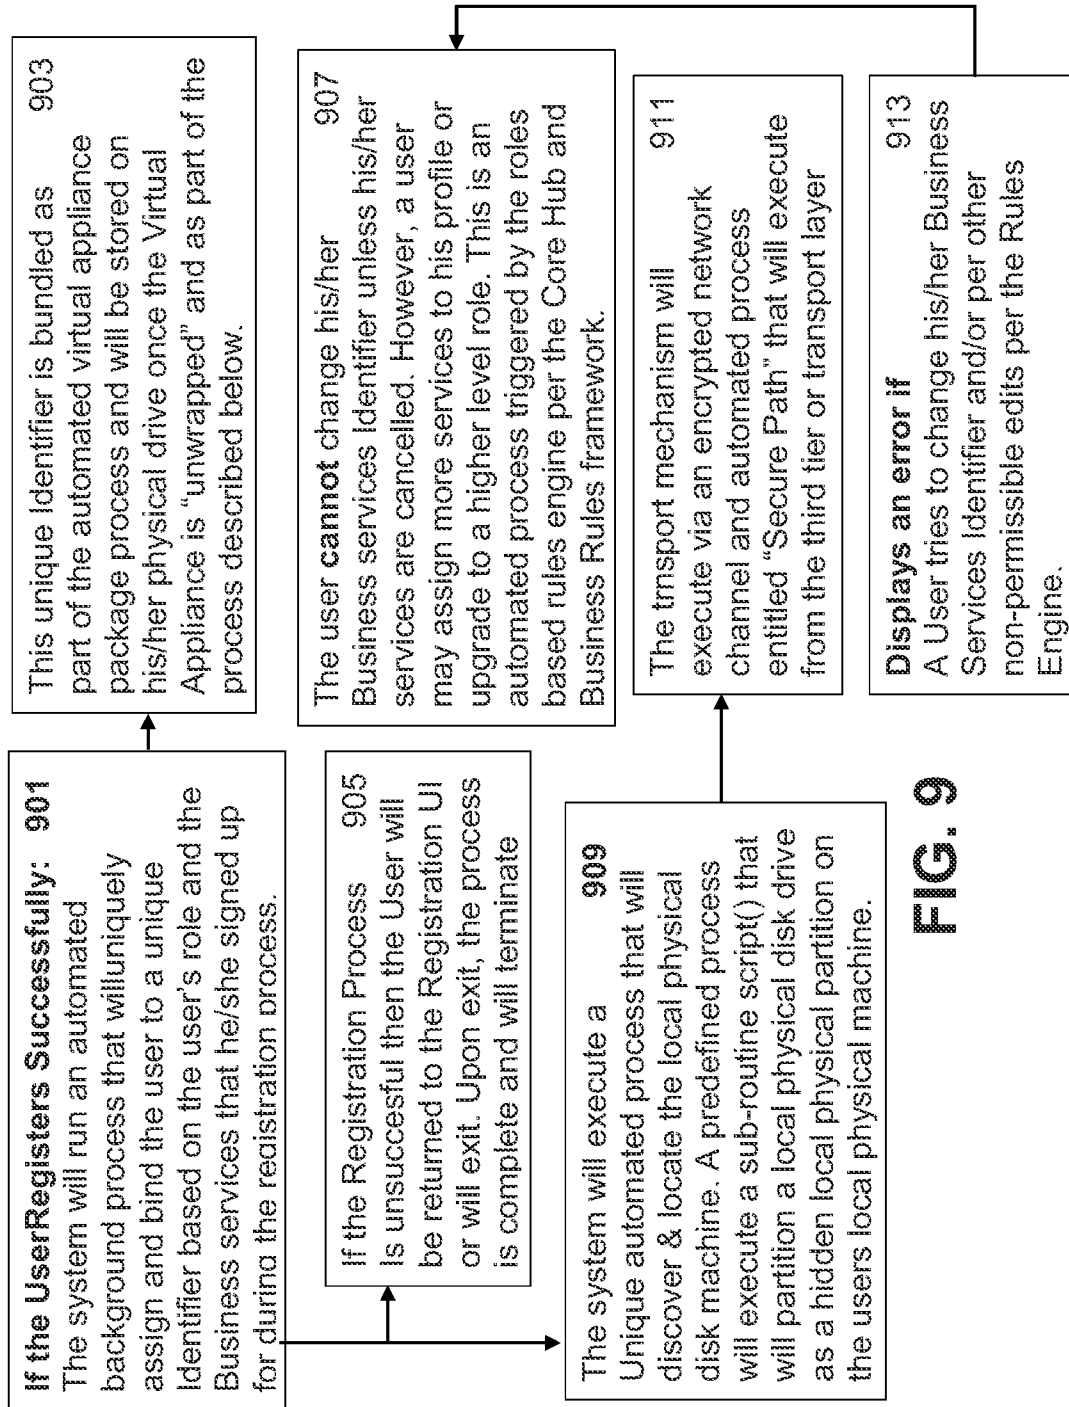 If the UserRegisters Successfully: 901
The system will run an automated
background process that willuniquely
assign and bind the user to a unique
Identifier based on the user's role and the
Business services that he/she signed up
for during the registration process.
This unique Identifier is bundled as 903
part of the automated virtual appliance
package process and will be stored on
his/her physical drive once the Virtual
Appliance is “unwrapped” and as part of the
process described below.
If the Registration Process 905
Is unsuccesful then the User will
be returned to the Registration UI
or will exit. Upon exit, the process
is complete and will terminate
The user cannot change his/her 907
Business services Identifier unless his/her
services are cancelled. However, a user
may assign more services to his profile or
upgrade to a higher level role. This is an
automated process triggered by the roles
based rules engine per the Core Hub and
Business Rules framework.
The system will execute a 909
Unique automated process that will
discover & locate the local physical
disk machine. A predefined process
will execute a sub-routine script() that
will partition a local physical disk drive
as a hidden local physical partition on
the users local physical machine.
The trnsport mechanism will 911
execute via an encrypted network
channel and automated process
entitled “Secure Path” that will execute
from the third tier or transport layer
Displays an error if 913
A User tries to change his/her Business
Services Identifier and/or per other
non-permissible edits per the Rules
Engine.
FIG. 9